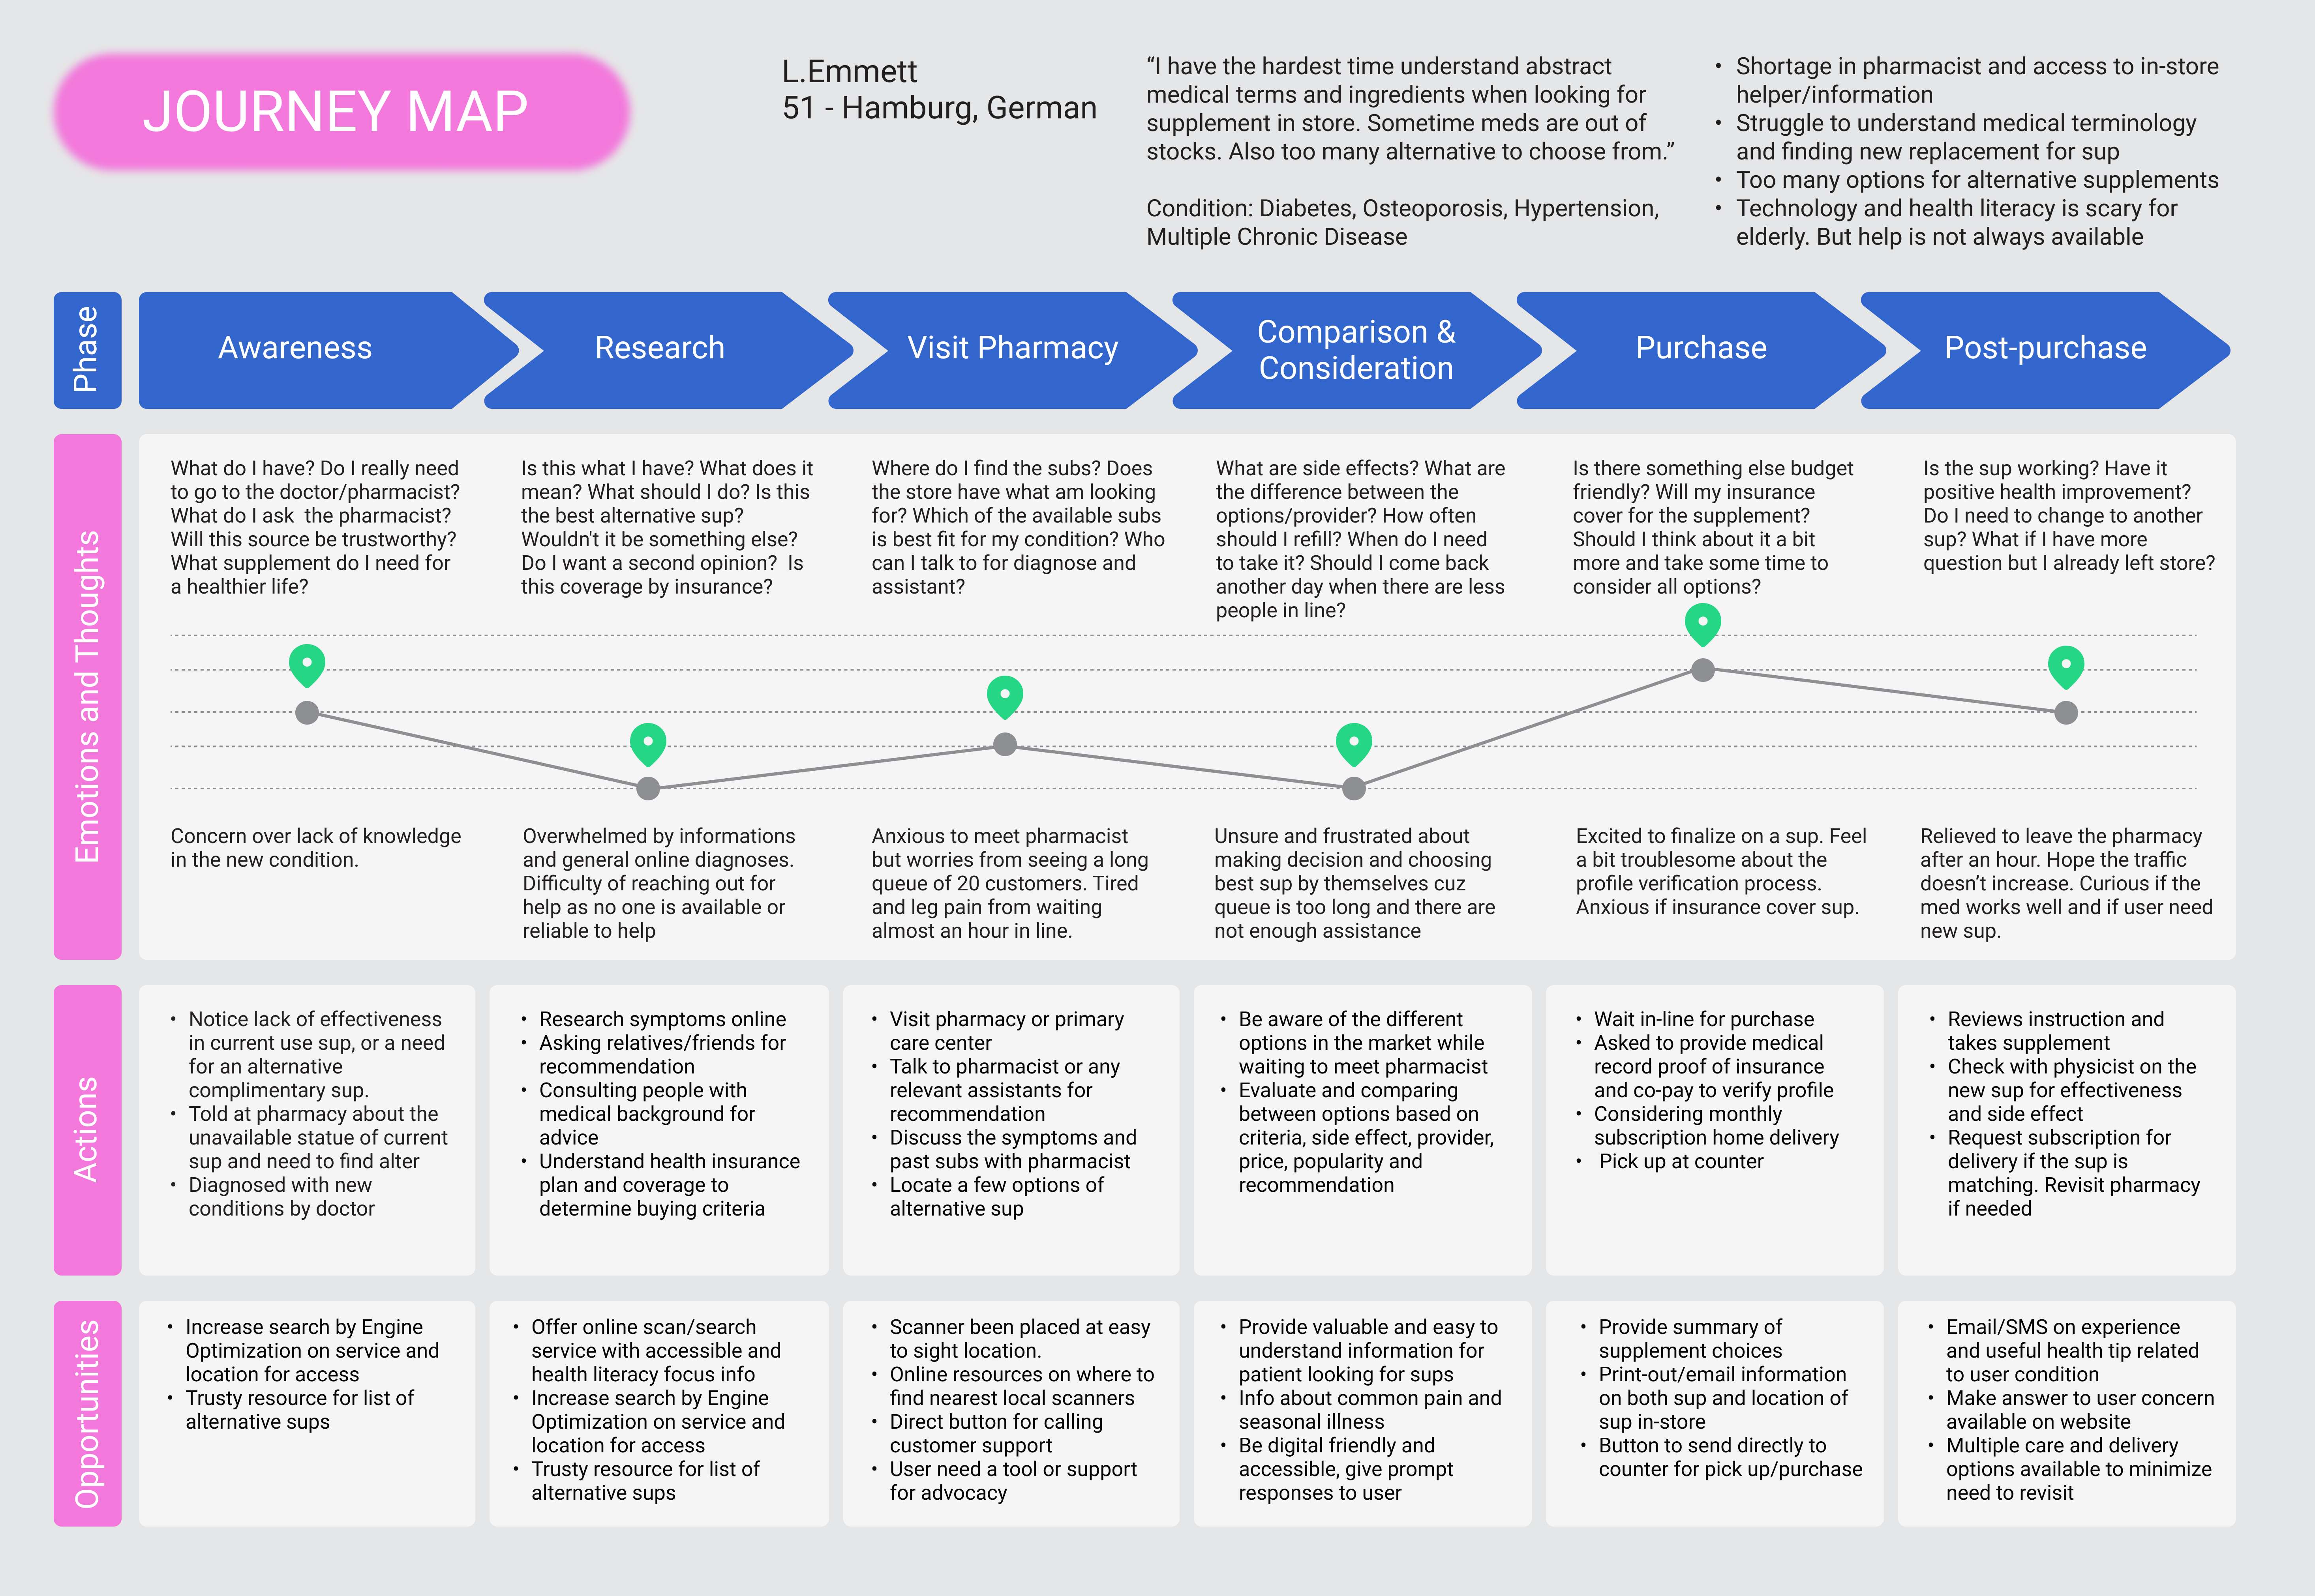 JOURNEY MAP
L.Emmett
51 - Hamburg, German
“I have the hardest time understand abstract
medical terms and ingredients when looking for
supplement in store. Sometime meds are out of
stocks. Also too many alternative to choose from.”
Condition: Diabetes, Osteoporosis, Hypertension,
Multiple Chronic Disease
• Shortage in pharmacist and access to in-store
helper/information
• Struggle to understand medical terminology
and finding new replacement for sup
• Too many options for alternative supplements
• Technology and health literacy is scary for
elderly. But help is not always available
Phase
Awareness
Research
Visit Pharmacy
Comparison &
Consideration
Purchase
Post-purchase
Emotions and Thoughts
What do I have? Do I really need
to go to the doctor/pharmacist?
What do I ask  the pharmacist?
Will this source be trustworthy?
What supplement do I need for
a healthier life?
Is this what I have? What does it
mean? What should I do? Is this
the best alternative sup?
Wouldn't it be something else?
Do I want a second opinion?  Is
this coverage by insurance?
Where do I find the subs? Does
the store have what am looking
for? Which of the available subs
is best fit for my condition? Who
can I talk to for diagnose and
assistant?
What are side effects? What are
the difference between the
options/provider? How often
should I refill? When do I need
to take it? Should I come back
another day when there are less
people in line?
Is there something else budget
friendly? Will my insurance
cover for the supplement?
Should I think about it a bit
more and take some time to
consider all options?
Is the sup working? Have it
positive health improvement?
Do I need to change to another
sup? What if I have more
question but I already left store?
Concern over lack of knowledge
in the new condition.
Overwhelmed by informations
and general online diagnoses.
Difficulty of reaching out for
help as no one is available or
reliable to help
Anxious to meet pharmacist
but worries from seeing a long
queue of 20 customers. Tired
and leg pain from waiting
almost an hour in line.
Unsure and frustrated about
making decision and choosing
best sup by themselves cuz
queue is too long and there are
not enough assistance
Excited to finalize on a sup. Feel
a bit troublesome about the
profile verification process.
Anxious if insurance cover sup.
Relieved to leave the pharmacy
after an hour. Hope the traffic
doesn’t increase. Curious if the
med works well and if user need
new sup.
Actions
• Notice lack of effectiveness
in current use sup, or a need
for an alternative
complimentary sup.
• Told at pharmacy about the
unavailable statue of current
sup and need to find alter
• Diagnosed with new
conditions by doctor
• Research symptoms online
• Asking relatives/friends for
recommendation
• Consulting people with
medical background for
advice
• Understand health insurance
plan and coverage to
determine buying criteria
• Visit pharmacy or primary
care center
• Talk to pharmacist or any
relevant assistants for
recommendation
• Discuss the symptoms and
past subs with pharmacist
• Locate a few options of
alternative sup
• Be aware of the different
options in the market while
waiting to meet pharmacist
• Evaluate and comparing
between options based on
criteria, side effect, provider,
price, popularity and
recommendation
• Wait in-line for purchase
• Asked to provide medical
record proof of insurance
and co-pay to verify profile
• Considering monthly
subscription home delivery
• Pick up at counter
• Reviews instruction and
takes supplement
• Check with physicist on the
new sup for effectiveness
and side effect
• Request subscription for
delivery if the sup is
matching. Revisit pharmacy
if needed
Opportunities
• Increase search by Engine
Optimization on service and
location for access
• Trusty resource for list of
alternative sups
• Offer online scan/search
service with accessible and
health literacy focus info
• Increase search by Engine
Optimization on service and
location for access
• Trusty resource for list of
alternative sups
• Scanner been placed at easy
to sight location.
• Online resources on where to
find nearest local scanners
• Direct button for calling
customer support
• User need a tool or support
for advocacy
• Provide valuable and easy to
understand information for
patient looking for sups
• Info about common pain and
seasonal illness
• Be digital friendly and
accessible, give prompt
responses to user
• Provide summary of
supplement choices
• Print-out/email information
on both sup and location of
sup in-store
• Button to send directly to
counter for pick up/purchase
• Email/SMS on experience
and useful health tip related
to user condition
• Make answer to user concern
available on website
• Multiple care and delivery
options available to minimize
need to revisit